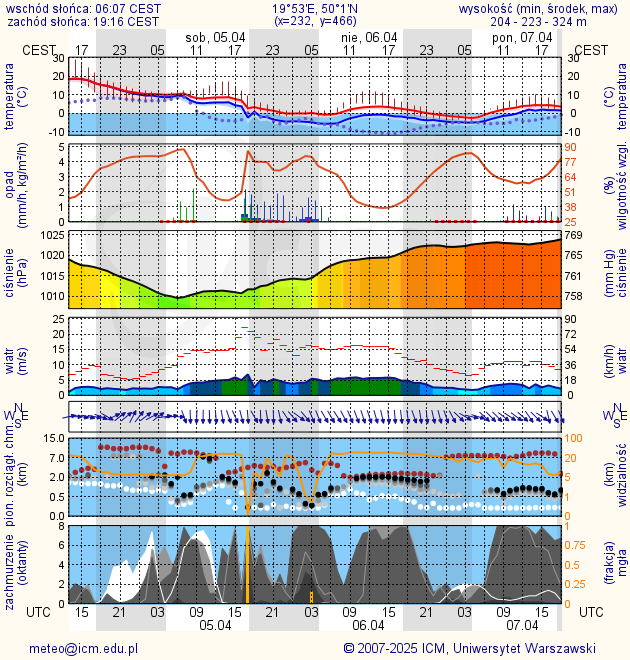 wschód słońca: 06:07 CEST 19°53'E, 50°1'N wysokość (min, środek, max)
zachód słońca: 19:16 CEST (x=232, y=466) 204 - 223 - 324 m
sob, 05.04 nie, 06.04 pon, 07.04
CEST 17 23 05 11 17 23 05 11 17 23 05 11 17 CEST
temperatura (°C) 30 20 10 0 -10 30 20 10 0 -10 temperatura (°C)
opad (mm/h, kg/m²/h) 5 4 3 2 1 0 90 77 64 51 38 25 (%) wilgotność wzgl.
ciśnienie (hPa) 1025 1020 1015 1010 769 765 761 758 (mm Hg) ciśnienie
wiatr (m/s) 25 20 15 10 5 0 90 72 54 36 18 0 (km/h) wiatr
N W E S N W E S
pion. rozciągł. chm. (km) 15.0 7.0 2.0 0.5 0.0 100 20 5 1 0 (km) widzialność
zachmurzenie (oktanty) 8 6 4 2 0 1 0.75 0.5 0.25 0 (frakcja) mgła
UTC 15 21 03 09 15 21 03 09 15 21 03 09 15 UTC
05.04 06.04 07.04
meteo@icm.edu.pl © 2007-2025 ICM, Uniwersytet Warszawski